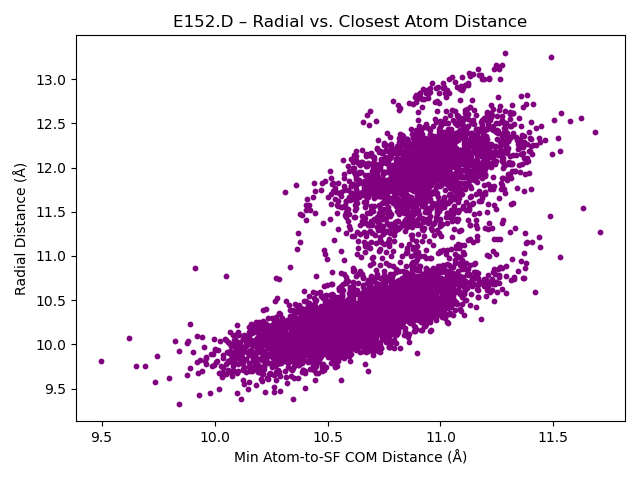 E152.D – Radial vs. Closest Atom Distance
Radial Distance (Å)
13.0
12.5
12.0
11.5
11.0
10.5
10.0
9.5
9.5 10.0 10.5 11.0 11.5
Min Atom-to-SF COM Distance (Å)